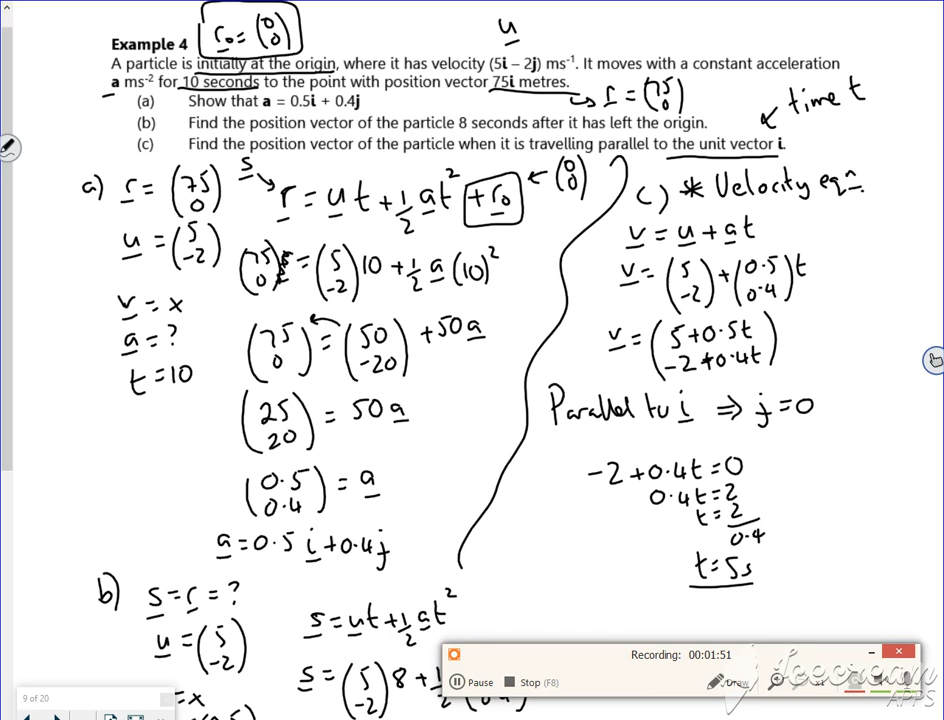 r₀ = (0 0)
u
Example 4
A particle is initially at the origin, where it has velocity (5i – 2j) ms⁻¹. It moves with a constant acceleration
a ms⁻² for 10 seconds to the point with position vector 75i metres.
r = (75 0)
time t
(a) Show that a = 0.5i + 0.4j
(b) Find the position vector of the particle 8 seconds after it has left the origin.
(c) Find the position vector of the particle when it is travelling parallel to the unit vector i.
a) r = (75 0)
u = (5 -2)
v = x
a = ?
t = 10
s
r = ut + ½at² + r₀ ← (0 0)
(75 0) = (5 -2) 10 + ½ a (10)²
(75 0) = (50 -20) + 50a
(25 20) = 50a
(0.5 0.4) = a
a = 0.5i + 0.4j
b) s = r = ?
u = (5 -2)
= x
s = ut + ½at²
s = (5 -2) 8 +
c) * Velocity eqn.
v = u + at
v = (5 -2) + (0.5 0.4) t
v = (5 + 0.5t -2 + 0.4t)
Parallel to i ⇒ j = 0
-2 + 0.4t = 0
0.4t = 2
t = 2/0.4
t = 5s
Recording: 00:01:51
Pause Stop (F8) Draw
9 of 20
Icecream
APPS